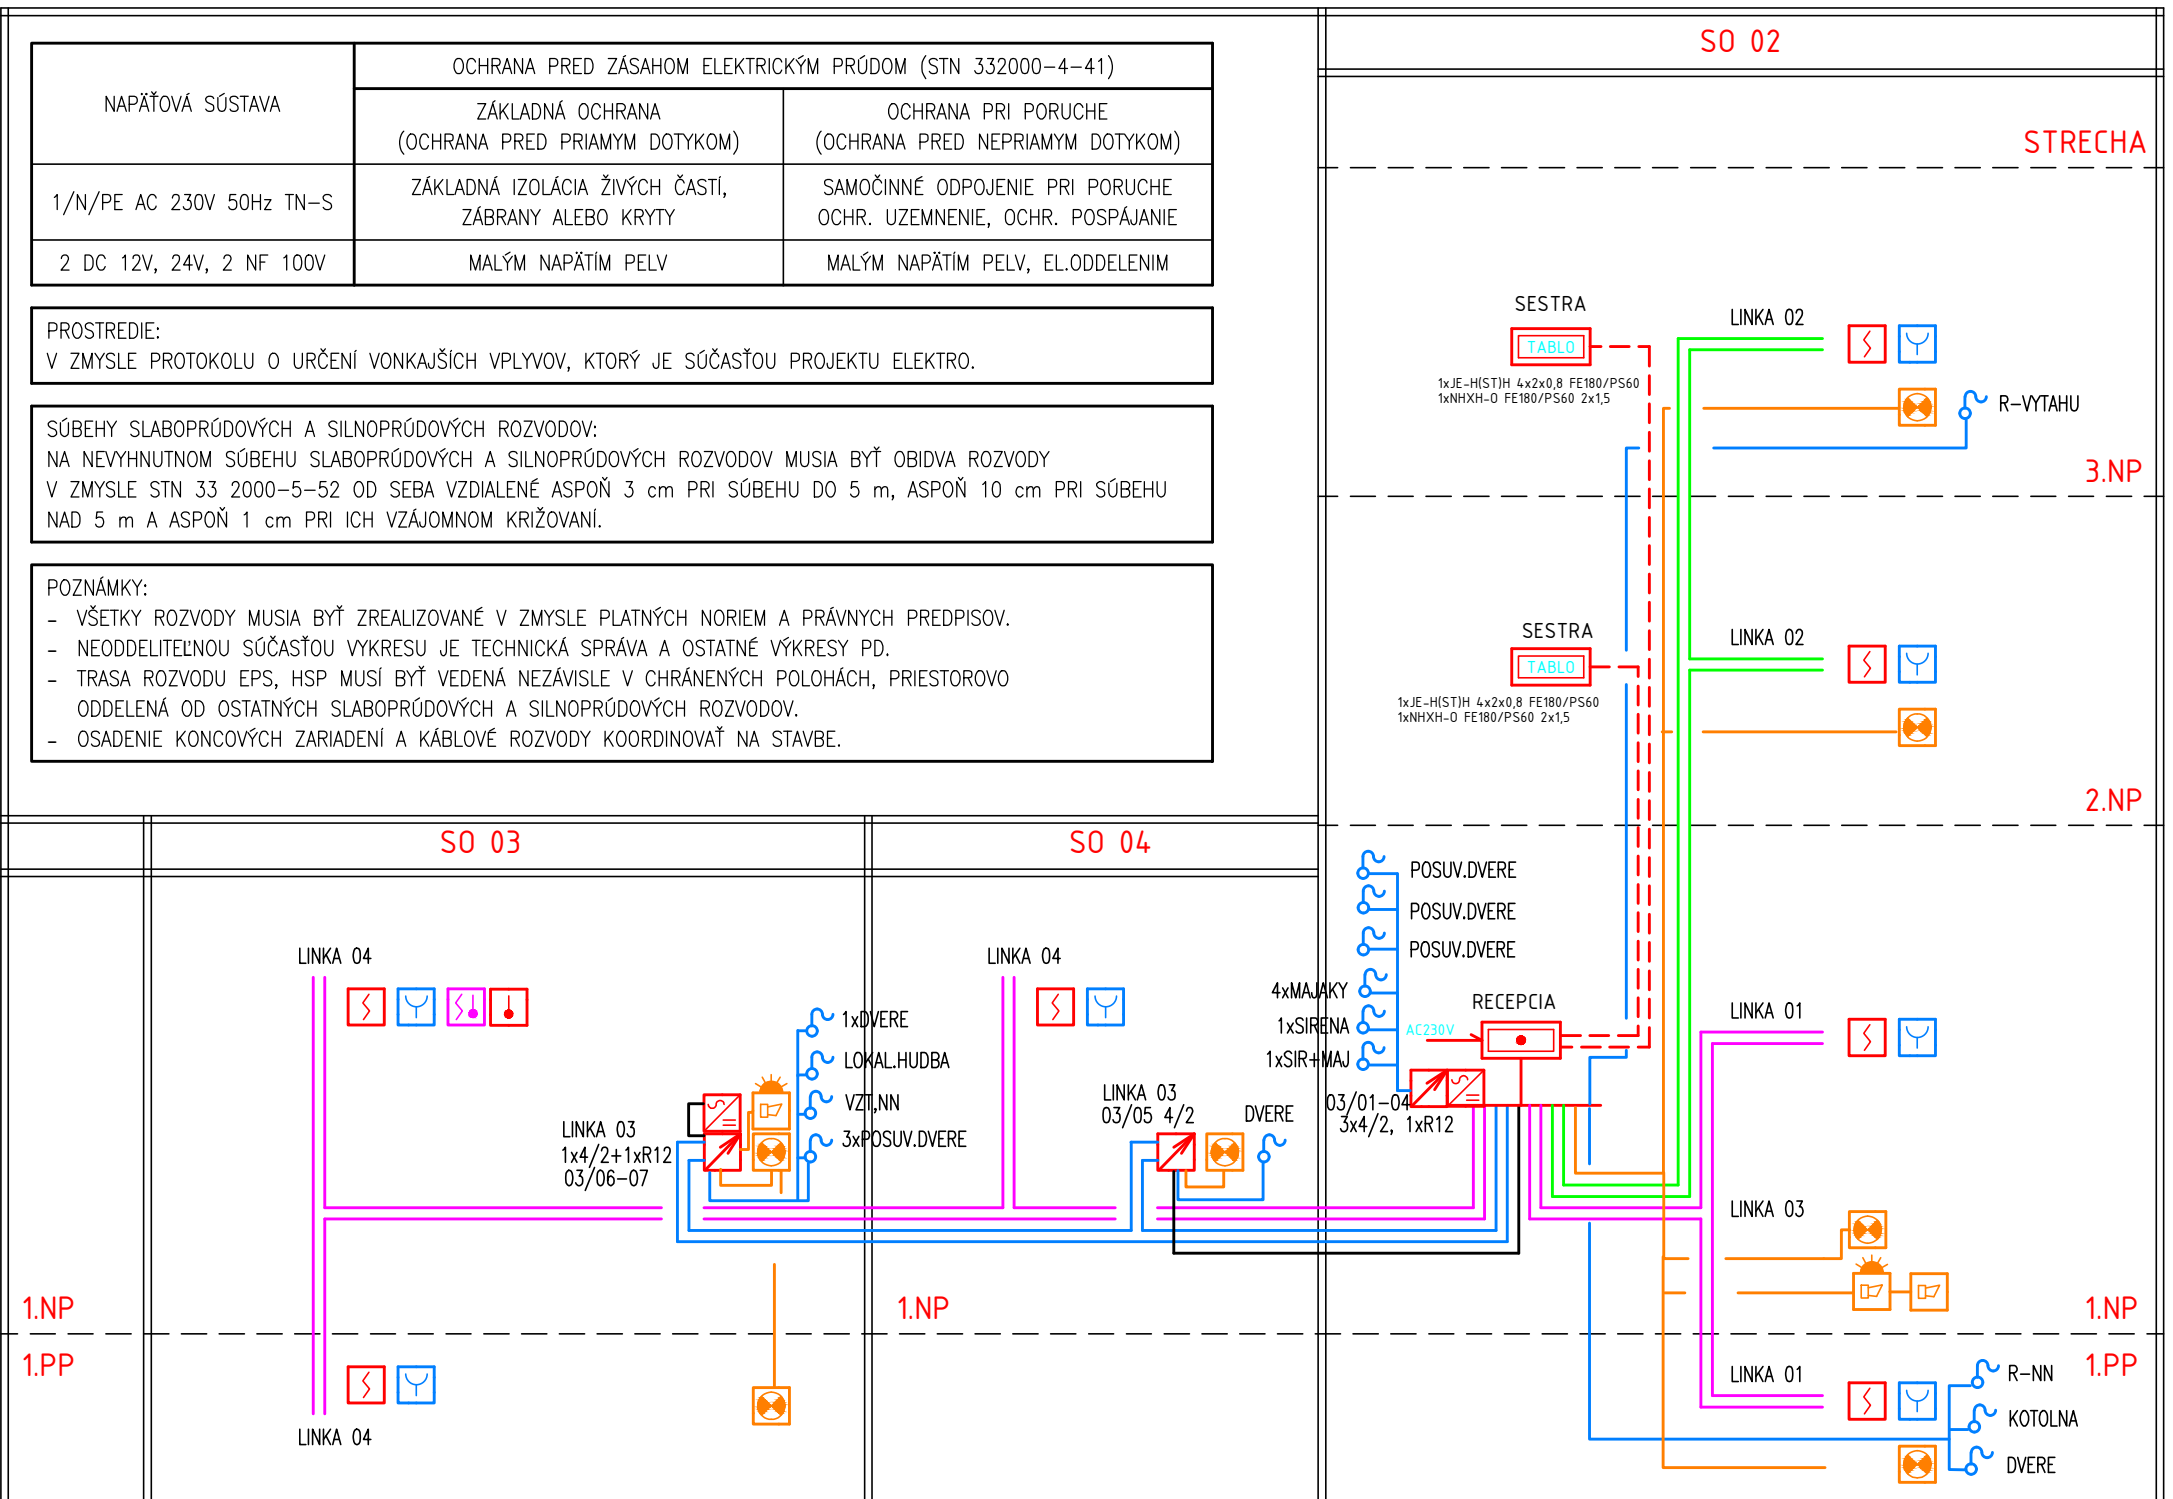 NAPÄŤOVÁ SÚSTAVA
OCHRANA PRED ZÁSAHOM ELEKTRICKÝM PRÚDOM (STN 332000-4-41)
ZÁKLADNÁ OCHRANA
(OCHRANA PRED PRIAMYM DOTYKOM)
OCHRANA PRI PORUCHE
(OCHRANA PRED NEPRIAMYM DOTYKOM)
1/N/PE AC 230V 50Hz TN-S
ZÁKLADNÁ IZOLÁCIA ŽIVÝCH ČASTÍ,
ZÁBRANY ALEBO KRYTY
SAMOČINNÉ ODPOJENIE PRI PORUCHE
OCHR. UZEMNENIE, OCHR. POSPÁJANIE
2 DC 12V, 24V, 2 NF 100V
MALÝM NAPÄTÍM PELV
MALÝM NAPÄTÍM PELV, EL.ODDELENIM
PROSTREDIE:
V ZMYSLE PROTOKOLU O URČENÍ VONKAJŠÍCH VPLYVOV, KTORÝ JE SÚČASŤOU PROJEKTU ELEKTRO.
SÚBEHY SLABOPRÚDOVÝCH A SILNOPRÚDOVÝCH ROZVODOV:
NA NEVYHNUTNOM SÚBEHU SLABOPRÚDOVÝCH A SILNOPRÚDOVÝCH ROZVODOV MUSIA BYŤ OBIDVA ROZVODY
V ZMYSLE STN 33 2000-5-52 OD SEBA VZDIALENÉ ASPOŇ 3 cm PRI SÚBEHU DO 5 m, ASPOŇ 10 cm PRI SÚBEHU
NAD 5 m A ASPOŇ 1 cm PRI ICH VZÁJOMNOM KRIŽOVANÍ.
POZNÁMKY:
- VŠETKY ROZVODY MUSIA BYŤ ZREALIZOVANÉ V ZMYSLE PLATNÝCH NORIEM A PRÁVNYCH PREDPISOV.
- NEODDELITEĽNOU SÚČASŤOU VYKRESU JE TECHNICKÁ SPRÁVA A OSTATNÉ VÝKRESY PD.
- TRASA ROZVODU EPS, HSP MUSÍ BYŤ VEDENÁ NEZÁVISLE V CHRÁNENÝCH POLOHÁCH, PRIESTOROVO
ODDELENÁ OD OSTATNÝCH SLABOPRÚDOVÝCH A SILNOPRÚDOVÝCH ROZVODOV.
- OSADENIE KONCOVÝCH ZARIADENÍ A KÁBLOVÉ ROZVODY KOORDINOVAŤ NA STAVBE.
SO 02
STRECHA
SESTRA
TABLO
1xJE-H(ST)H 4x2x0,8 FE180/PS60
1xNHXH-O FE180/PS60 2x1,5
LINKA 02
R-VYTAHU
3.NP
SESTRA
TABLO
1xJE-H(ST)H 4x2x0,8 FE180/PS60
1xNHXH-O FE180/PS60 2x1,5
LINKA 02
2.NP
SO 03
SO 04
LINKA 04
1xDVERE
LOKAL.HUDBA
VZT,NN
3xPOSUV.DVERE
LINKA 03
1x4/2+1xR12
03/06-07
LINKA 04
LINKA 03
03/05 4/2
DVERE
POSUV.DVERE
POSUV.DVERE
POSUV.DVERE
4xMAJAKY
1xSIRENA
1xSIR+MAJ
AC230V
RECEPCIA
03/01-04
3x4/2, 1xR12
LINKA 01
LINKA 03
1.NP
1.NP
1.NP
1.PP
1.PP
LINKA 04
LINKA 01
R-NN
KOTOLNA
DVERE